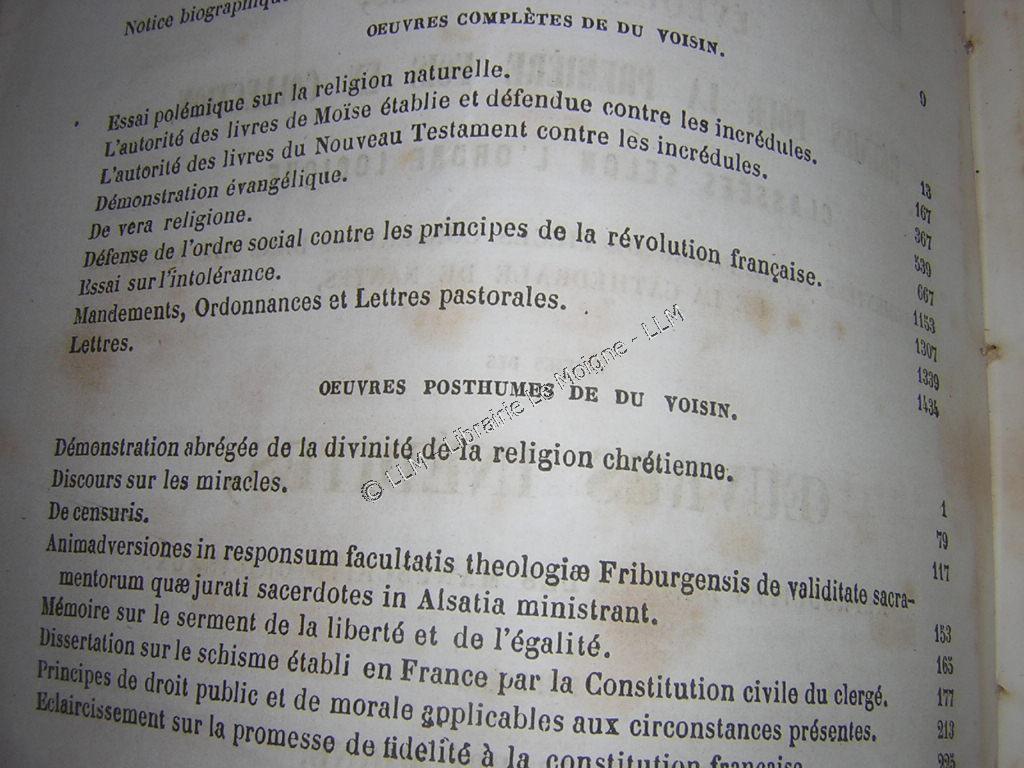 Notice biographique
9
OEUVRES COMPLÈTES DE DU VOISIN.
Essai polémique sur la religion naturelle.
13
L'autorité des livres de Moïse établie et défendue contre les incrédules.
167
L'autorité des livres du Nouveau Testament contre les incrédules.
367
Démonstration évangélique.
539
De vera religione.
667
Défense de l'ordre social contre les principes de la révolution française.
1153
Essai sur l'intolérance.
1307
Mandements, Ordonnances et Lettres pastorales.
1339
Lettres.
1434
OEUVRES POSTHUMES DE DU VOISIN.
Démonstration abrégée de la divinité de la religion chrétienne.
1
Discours sur les miracles.
79
De censuris.
117
Animadversiones in responsum facultatis theologiæ Friburgensis de validitate sacra-
mentorum quæ jurati sacerdotes in Alsatia ministrant.
153
Mémoire sur le serment de la liberté et de l'égalité.
165
Dissertation sur le schisme établi en France par la Constitution civile du clergé.
177
Principes de droit public et de morale applicables aux circonstances présentes.
213
Eclaircissement sur la promesse de fidelité à la constitution française
© LLM - Librairie Le Moigne - LLM